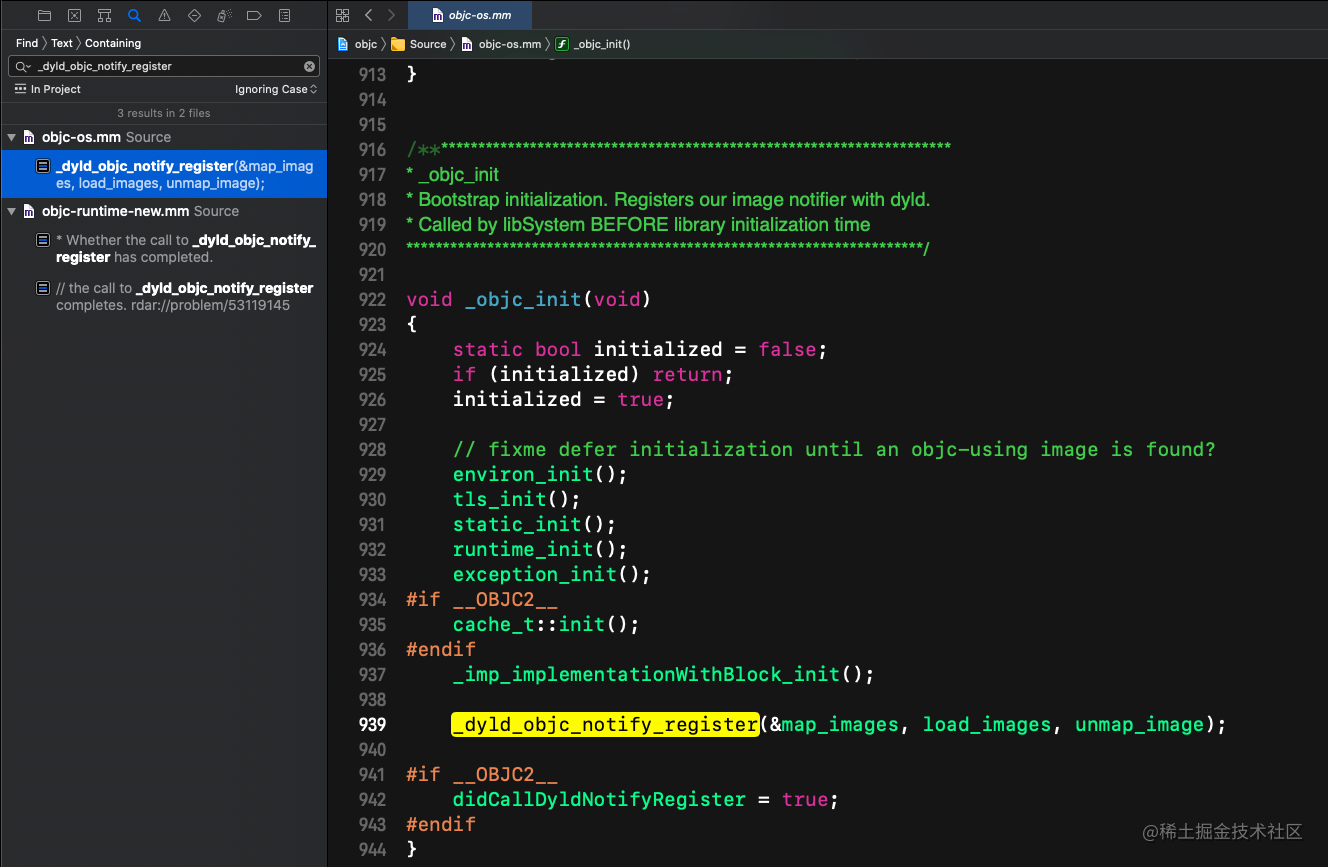 objc-os.mm
Find 〉 Text 〉 Containing
objc 〉 Source 〉 objc-os.mm 〉 f _objc_init()
_dyld_objc_notify_register
In Project Ignoring Case
3 results in 2 files
objc-os.mm Source
_dyld_objc_notify_register(&map_imag
es, load_images, unmap_image);
objc-runtime-new.mm Source
* Whether the call to _dyld_objc_notify_
register has completed.
// the call to _dyld_objc_notify_register
completes. rdar://problem/53119145
913 }
914
915
916 /**********************************************************************
917 * _objc_init
918 * Bootstrap initialization. Registers our image notifier with dyld.
919 * Called by libSystem BEFORE library initialization time
920 **********************************************************************/
921
922 void _objc_init(void)
923 {
924     static bool initialized = false;
925     if (initialized) return;
926     initialized = true;
927
928     // fixme defer initialization until an objc-using image is found?
929     environ_init();
930     tls_init();
931     static_init();
932     runtime_init();
933     exception_init();
934 #if __OBJC2__
935     cache_t::init();
936 #endif
937     _imp_implementationWithBlock_init();
938
939     _dyld_objc_notify_register(&map_images, load_images, unmap_image);
940
941 #if __OBJC2__
942     didCallDyldNotifyRegister = true;
943 #endif
944 }
@稀土掘金技术社区